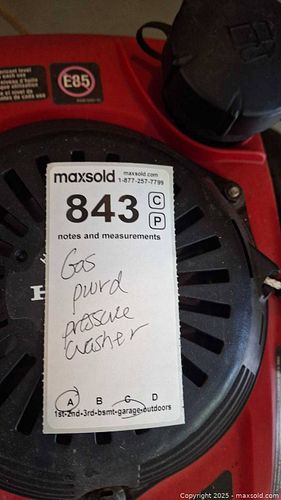 E85
maxsold maxsold.com
1-877-257-7799
843 C
P
notes and measurements
Gas
pwrd
pressure
washer
A B C D
1st-2nd-3rd-bsmt-garage-outdoors
H
Copyright 2025 - maxsold.com